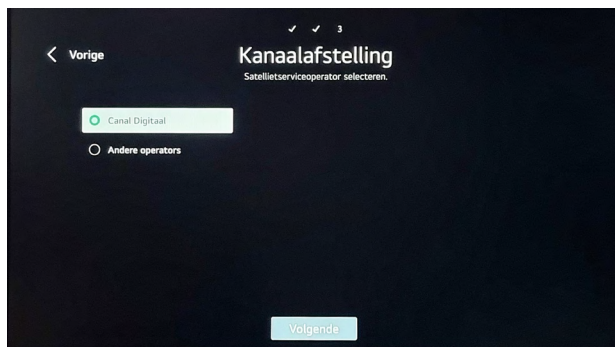 3
Vorige
Kanaalafstelling
Satellietserviceoperator selecteren.
Canal Digitaal
Andere operators
Volgende